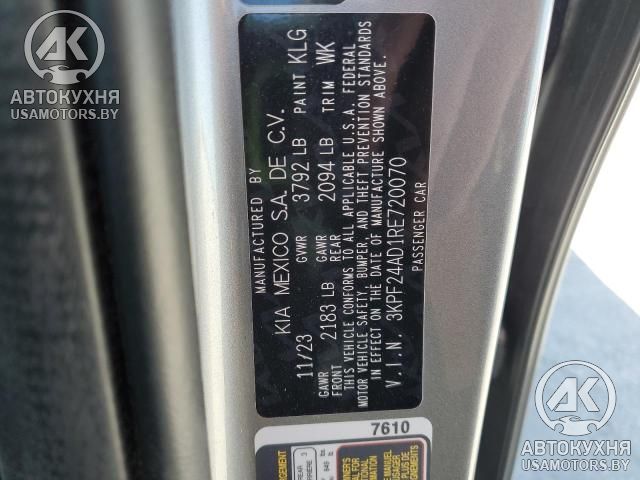 MANUFACTURED BY
KIA MEXICO S.A. DE C.V.
11/23 GVWR 3792 LB PAINT KLG
GAWR FRONT 2183 LB GAWR REAR 2094 LB TRIM WK
THIS VEHICLE CONFORMS TO ALL APPLICABLE U.S.A. FEDERAL
MOTOR VEHICLE SAFETY, BUMPER, AND THEFT PREVENTION STANDARDS
IN EFFECT ON THE DATE OF MANUFACTURE SHOWN ABOVE.
V.I.N. 3KPF24AD1RE720070
PASSENGER CAR
7610
REAR 3
АВТОКУХНЯ
USAMOTORS.BY
АВТОКУХНЯ
USAMOTORS.BY